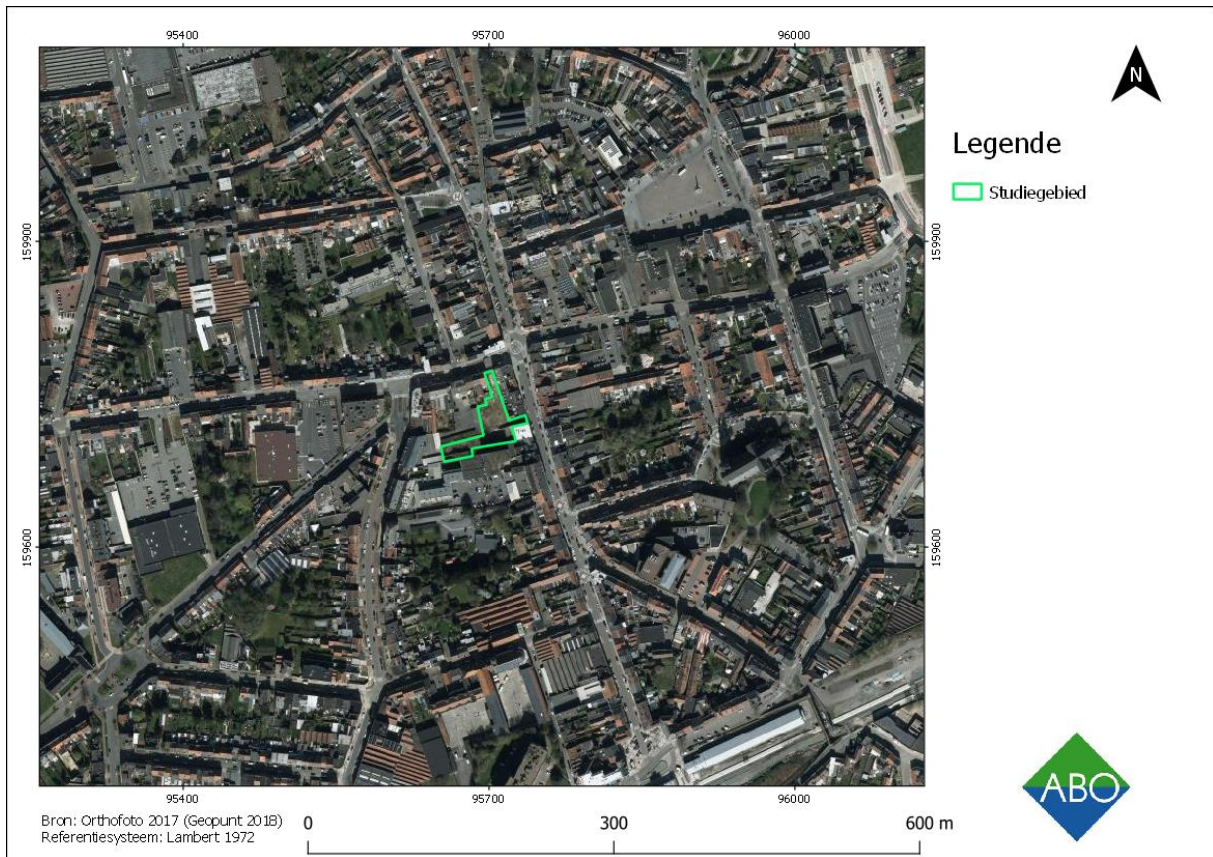 95400 95700 96000
N
Legende
Studiegebied
159900 159900
159600 159600
95400 95700 96000
Bron: Orthofoto 2017 (Geopunt 2018)
Referentiesysteem: Lambert 1972
0 300 600 m
ABO